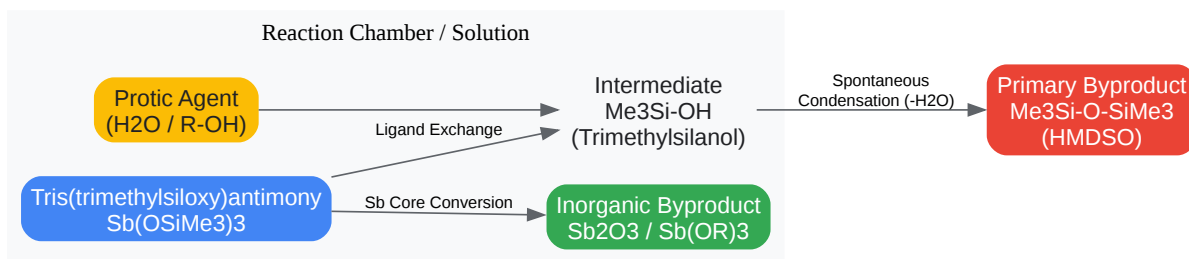 Reaction Chamber / Solution
Protic Agent
(H2O / R-OH)
Ligand Exchange
Intermediate
Me3Si-OH
(Trimethylsilanol)
Spontaneous
Condensation (-H2O)
Primary Byproduct
Me3Si-O-SiMe3
(HMDSO)
Tris(trimethylsiloxy)antimony
Sb(OSiMe3)3
Sb Core Conversion
Inorganic Byproduct
Sb2O3 / Sb(OR)3